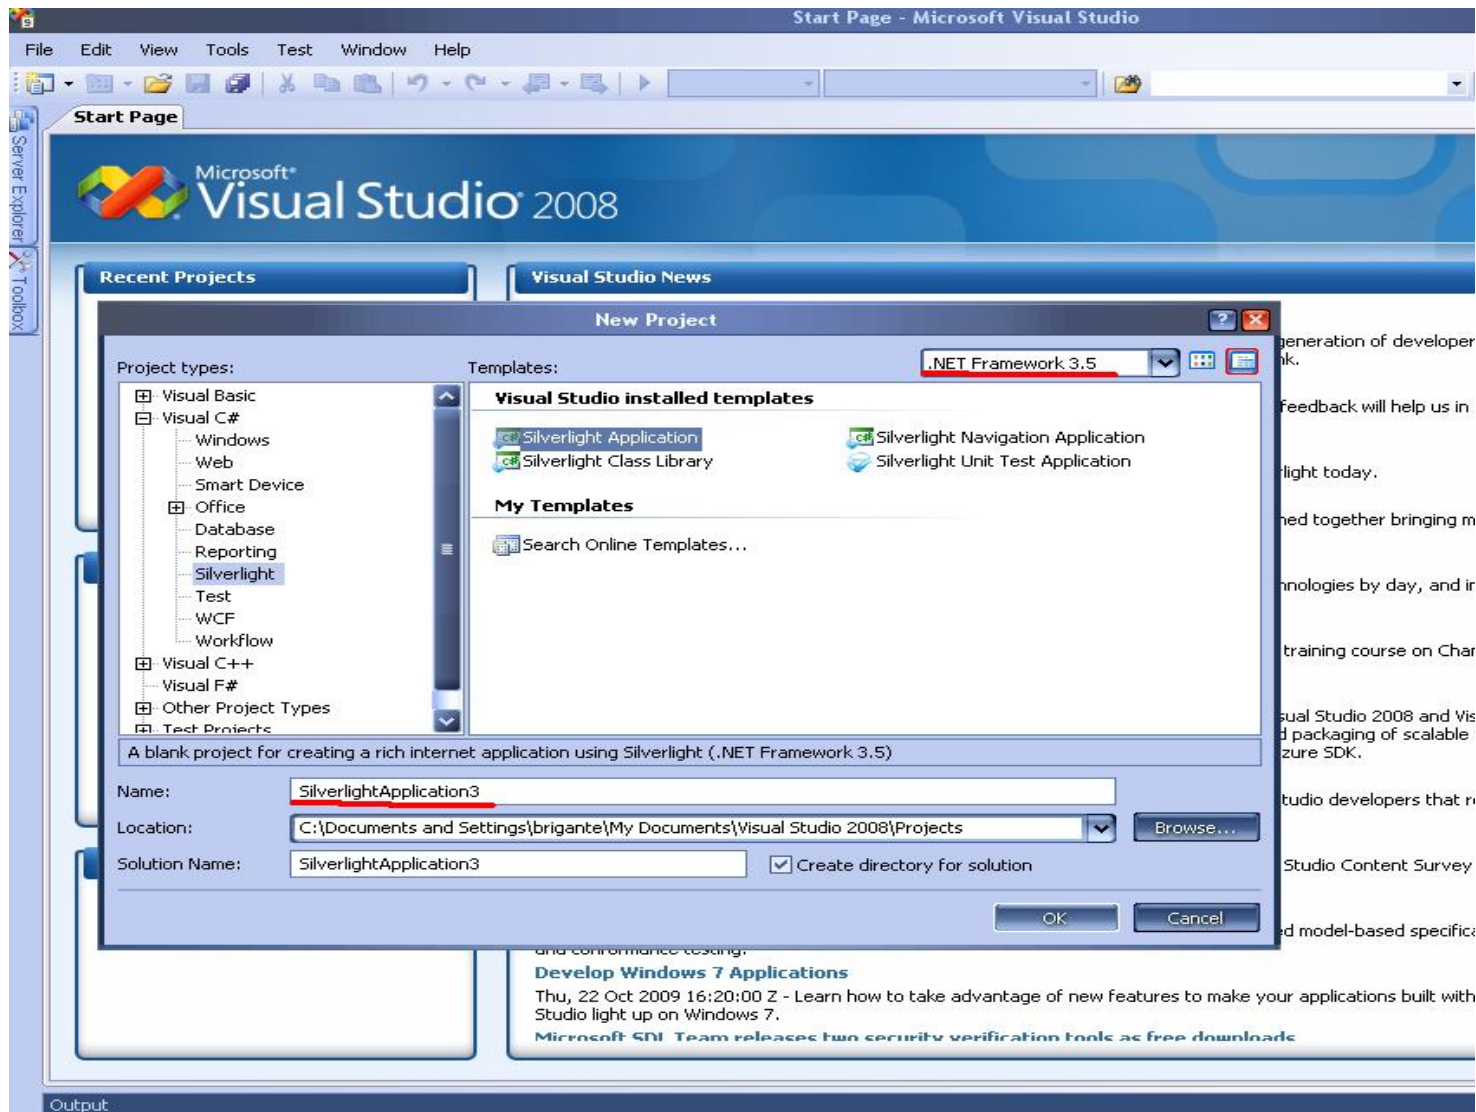 Start Page - Microsoft Visual Studio
File Edit View Tools Test Window Help
Start Page
Server Explorer
Toolbox
Microsoft®
Visual Studio® 2008
Recent Projects
Visual Studio News
New Project
Project types:
Templates:
.NET Framework 3.5
Visual Basic
Visual C#
Windows
Web
Smart Device
Office
Database
Reporting
Silverlight
Test
WCF
Workflow
Visual C++
Visual F#
Other Project Types
Test Projects
Visual Studio installed templates
Silverlight Application
Silverlight Navigation Application
Silverlight Class Library
Silverlight Unit Test Application
My Templates
Search Online Templates...
A blank project for creating a rich internet application using Silverlight (.NET Framework 3.5)
Name: SilverlightApplication3
Location: C:\Documents and Settings\brigante\My Documents\Visual Studio 2008\Projects
Browse...
Solution Name: SilverlightApplication3
Create directory for solution
OK
Cancel
generation of developer
feedback will help us in
light today.
ned together bringing m
nnologies by day, and in
training course on Char
sual Studio 2008 and Vis
packaging of scalable
zure SDK.
tudio developers that re
Studio Content Survey
ed model-based specifica
and conformance testing.
Develop Windows 7 Applications
Thu, 22 Oct 2009 16:20:00 Z - Learn how to take advantage of new features to make your applications built with
Studio light up on Windows 7.
Microsoft SDL Team releases two security verification tools as free downloads
Output